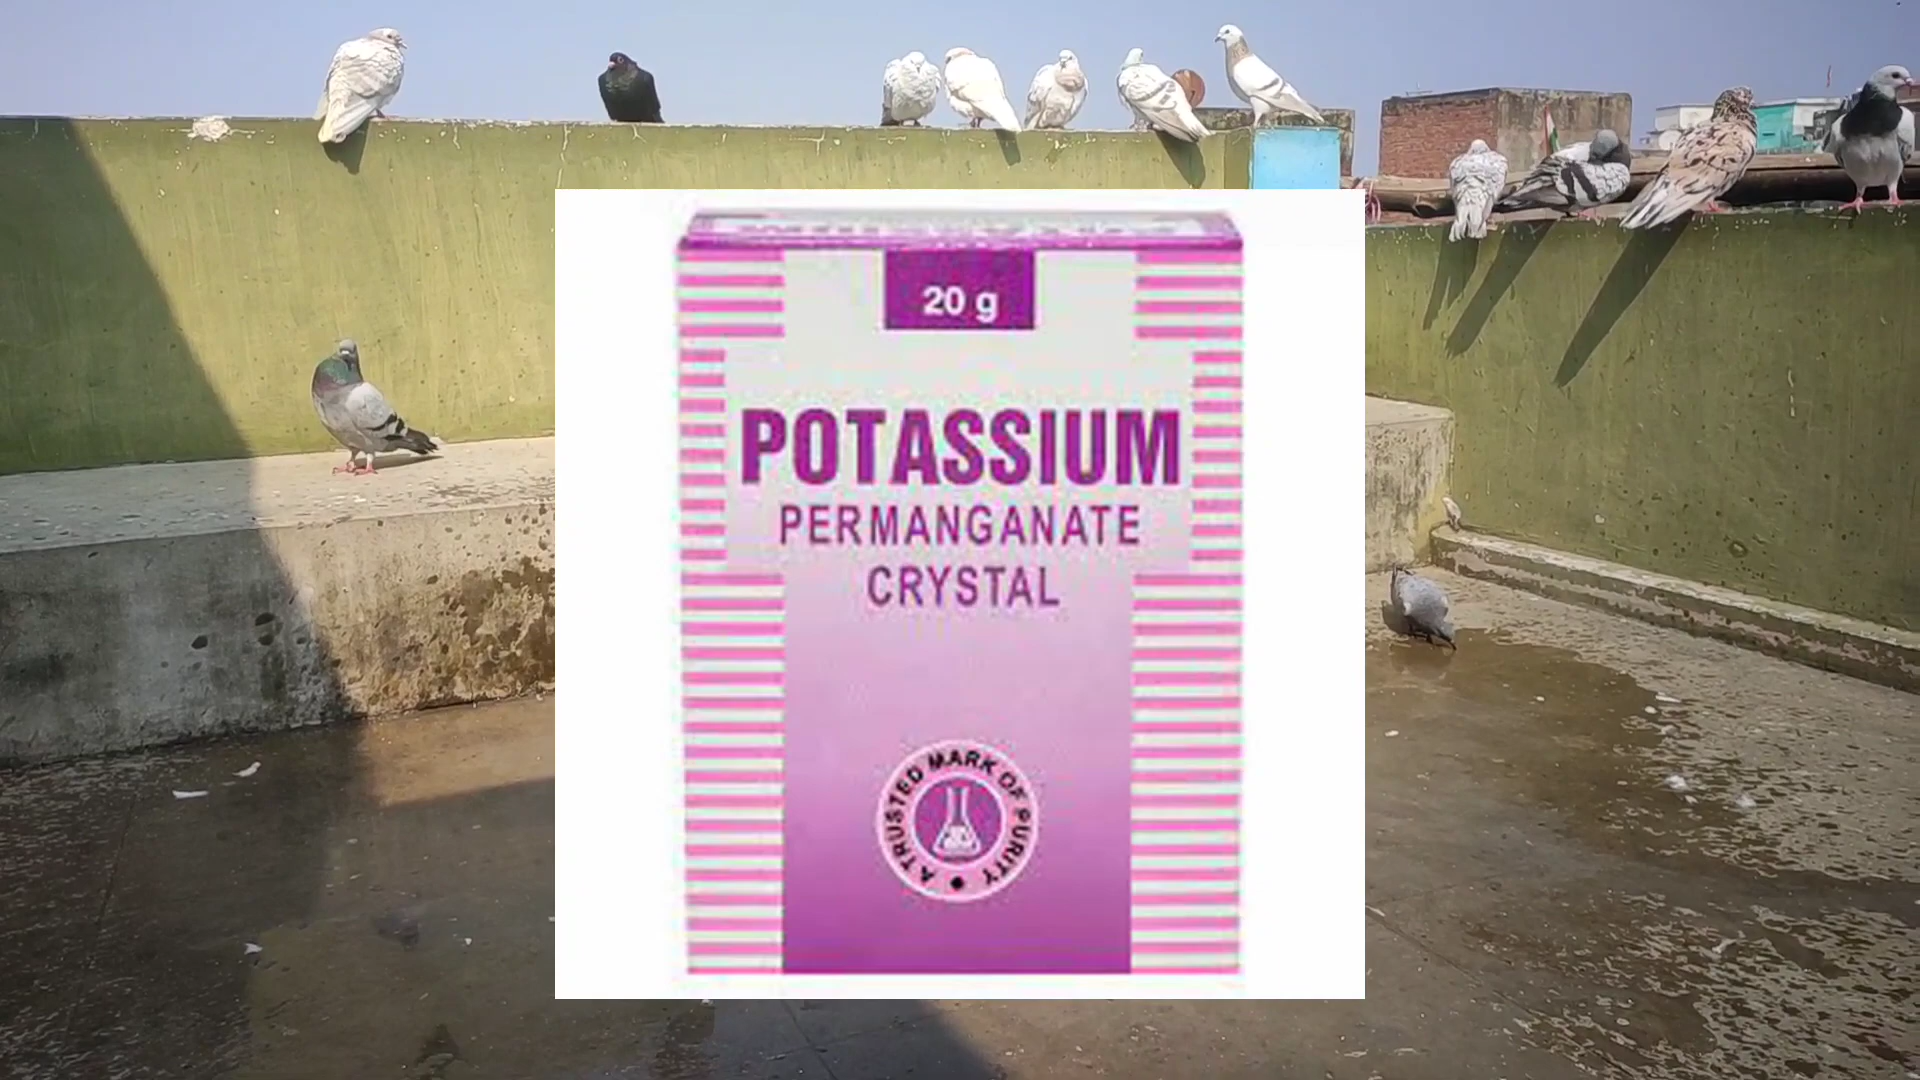 20 g
POTASSIUM
PERMANGANATE
CRYSTAL
A TRUSTED MARK OF PURITY